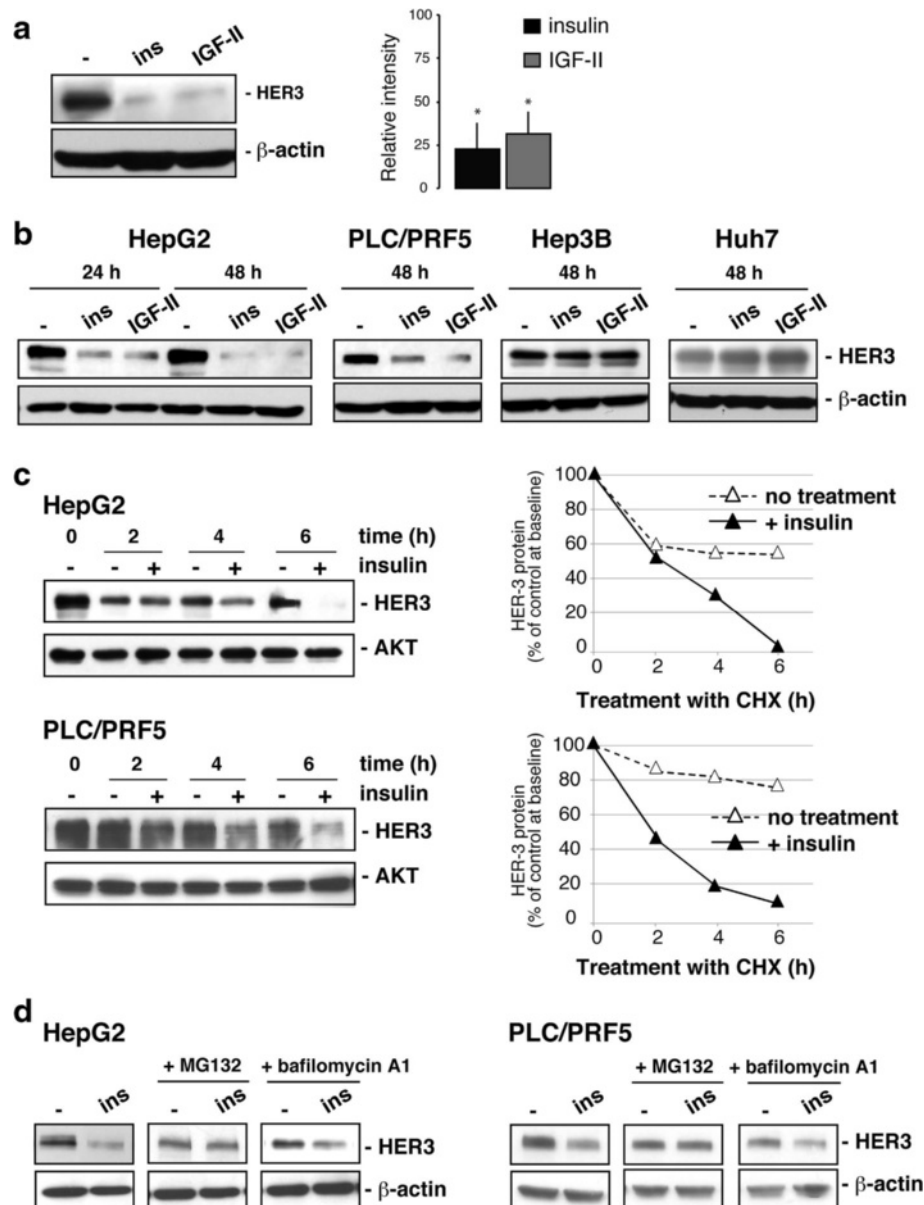 a
- ins IGF-II
- HER3
- β-actin
Relative intensity
100
75
50
25
0
insulin
IGF-II
* *
b
HepG2 PLC/PRF5 Hep3B Huh7
24 h 48 h 48 h 48 h 48 h
- ins IGF-II - ins IGF-II - ins IGF-II - ins IGF-II - ins IGF-II
- HER3
- β-actin
c
HepG2
0 2 4 6 time (h)
- - + - + - + insulin
- HER3
- AKT
HER-3 protein
(% of control at baseline)
100
80
60
40
20
0
0 2 4 6
no treatment
+ insulin
Treatment with CHX (h)
PLC/PRF5
0 2 4 6 time (h)
- - + - + - + insulin
- HER3
- AKT
HER-3 protein
(% of control at baseline)
100
80
60
40
20
0
0 2 4 6
no treatment
+ insulin
Treatment with CHX (h)
d
HepG2
+ MG132 + bafilomycin A1
- ins - ins - ins
- HER3
- β-actin
PLC/PRF5
+ MG132 + bafilomycin A1
- ins - ins - ins
- HER3
- β-actin